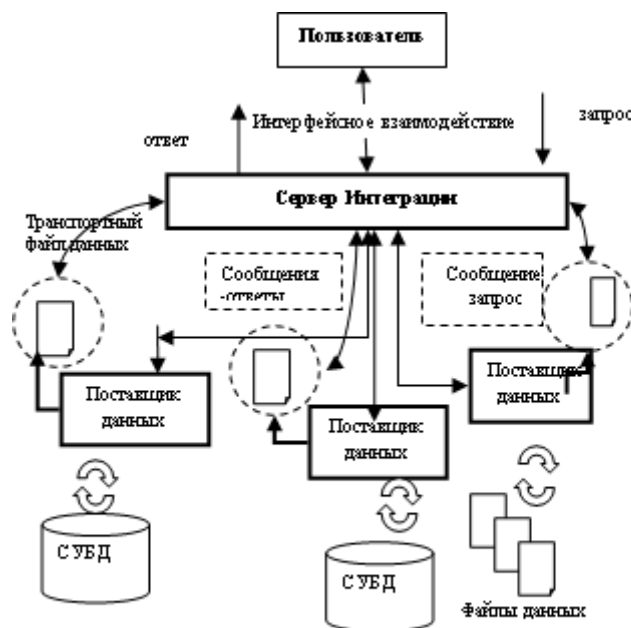 Пользователь
Интерфейсное взаимодействие
запрос
ответ
Сервер Интеграции
Транспортный
файл данных
Сообщения
-ответы
Сообщение
запрос
Поставщик
данных
Поставщик
данных
Поставщик
данных
СУБД
СУБД
Файлы данных